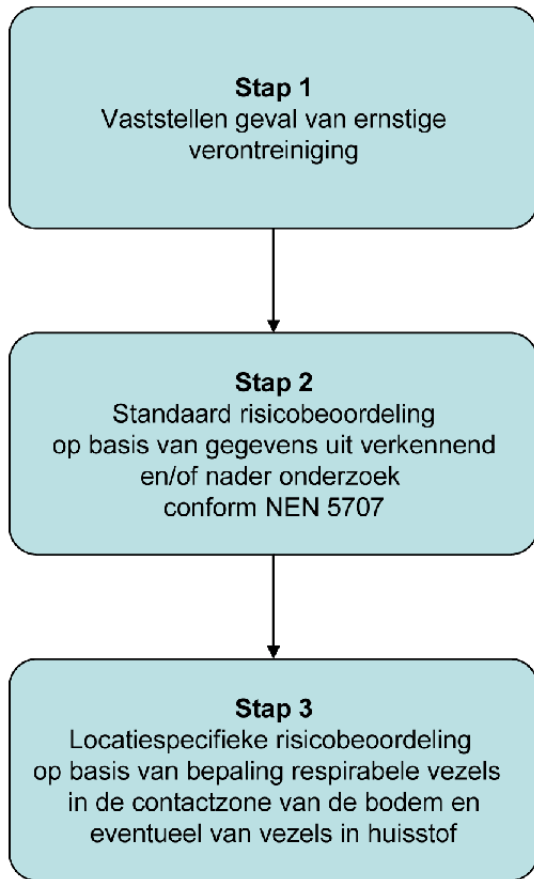 Stap 1
Vaststellen geval van ernstige
verontreiniging
Stap 2
Standaard risicobeoordeling
op basis van gegevens uit verkennend
en/of nader onderzoek
conform NEN 5707
Stap 3
Locatiespecifieke risicobeoordeling
op basis van bepaling respirabele vezels
in de contactzone van de bodem en
eventueel van vezels in huisstof